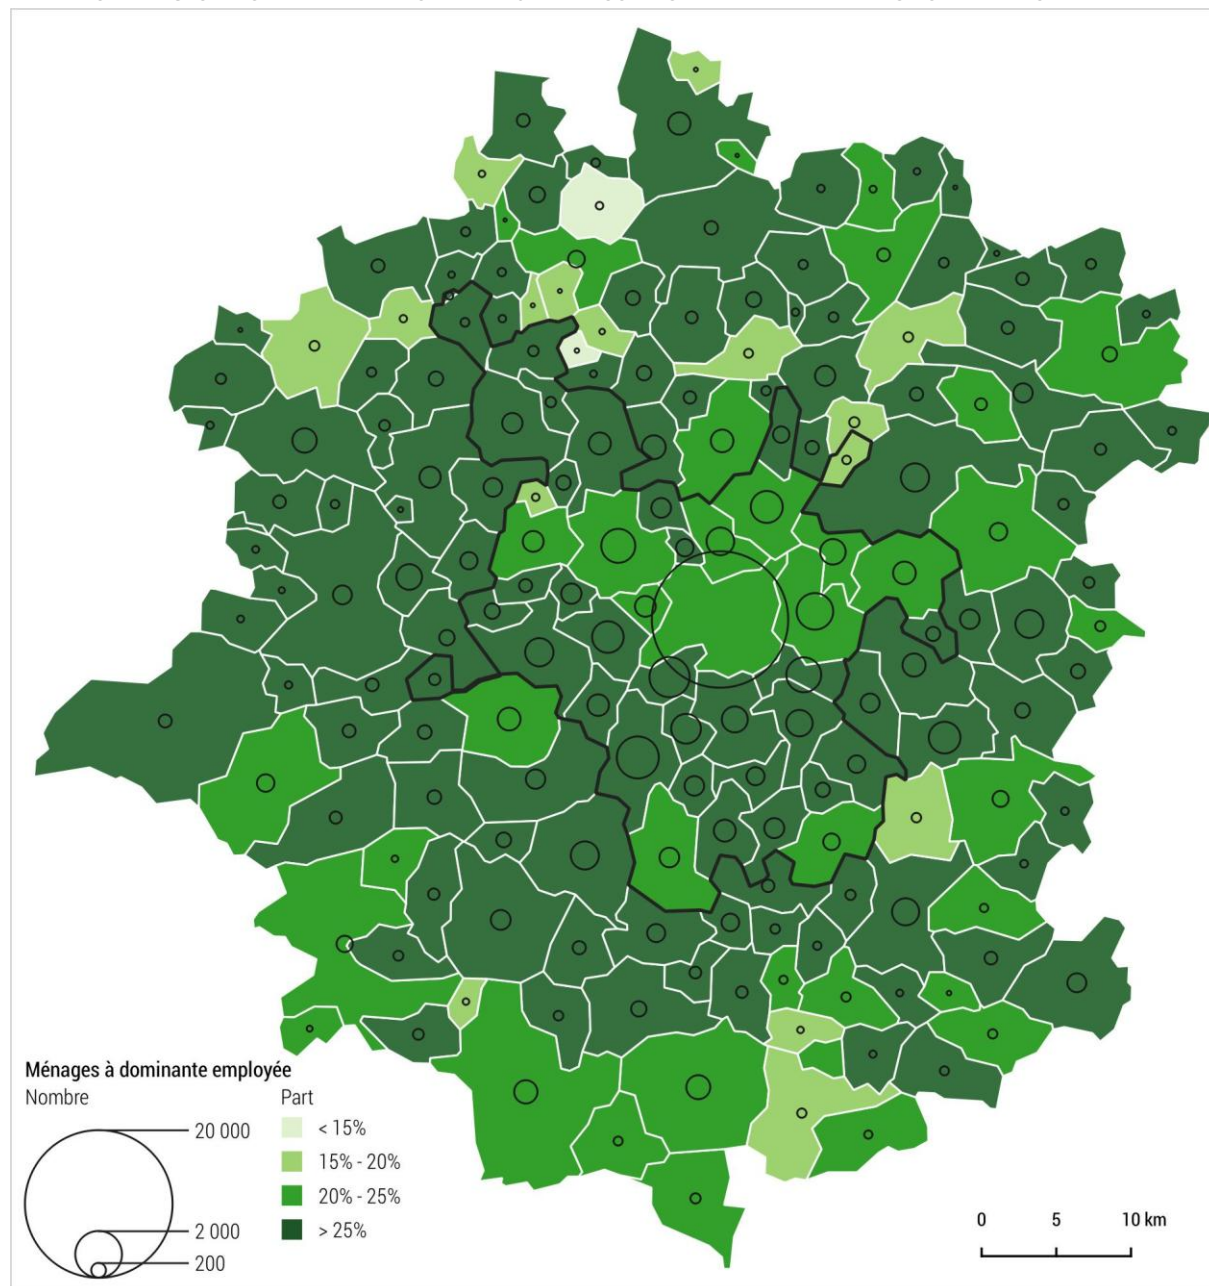 Ménages à dominante employée
Nombre
20 000
2 000
200
Part
< 15%
15% - 20%
20% - 25%
> 25%
0 5 10 km